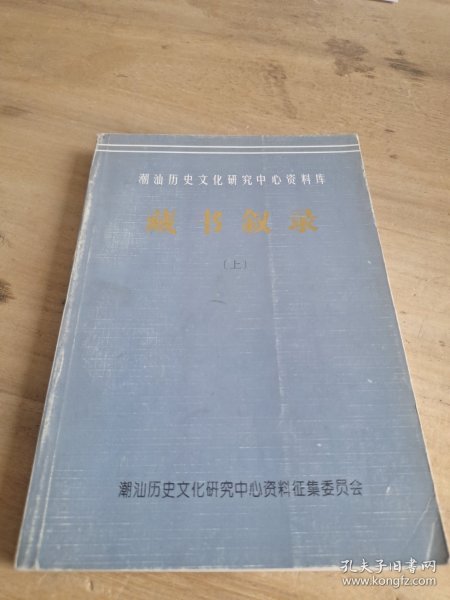 潮汕历史文化研究中心资料库
藏书叙录
〔上〕
潮汕历史文化研究中心资料征集委员会
孔夫子旧书网
www.kongfz.com